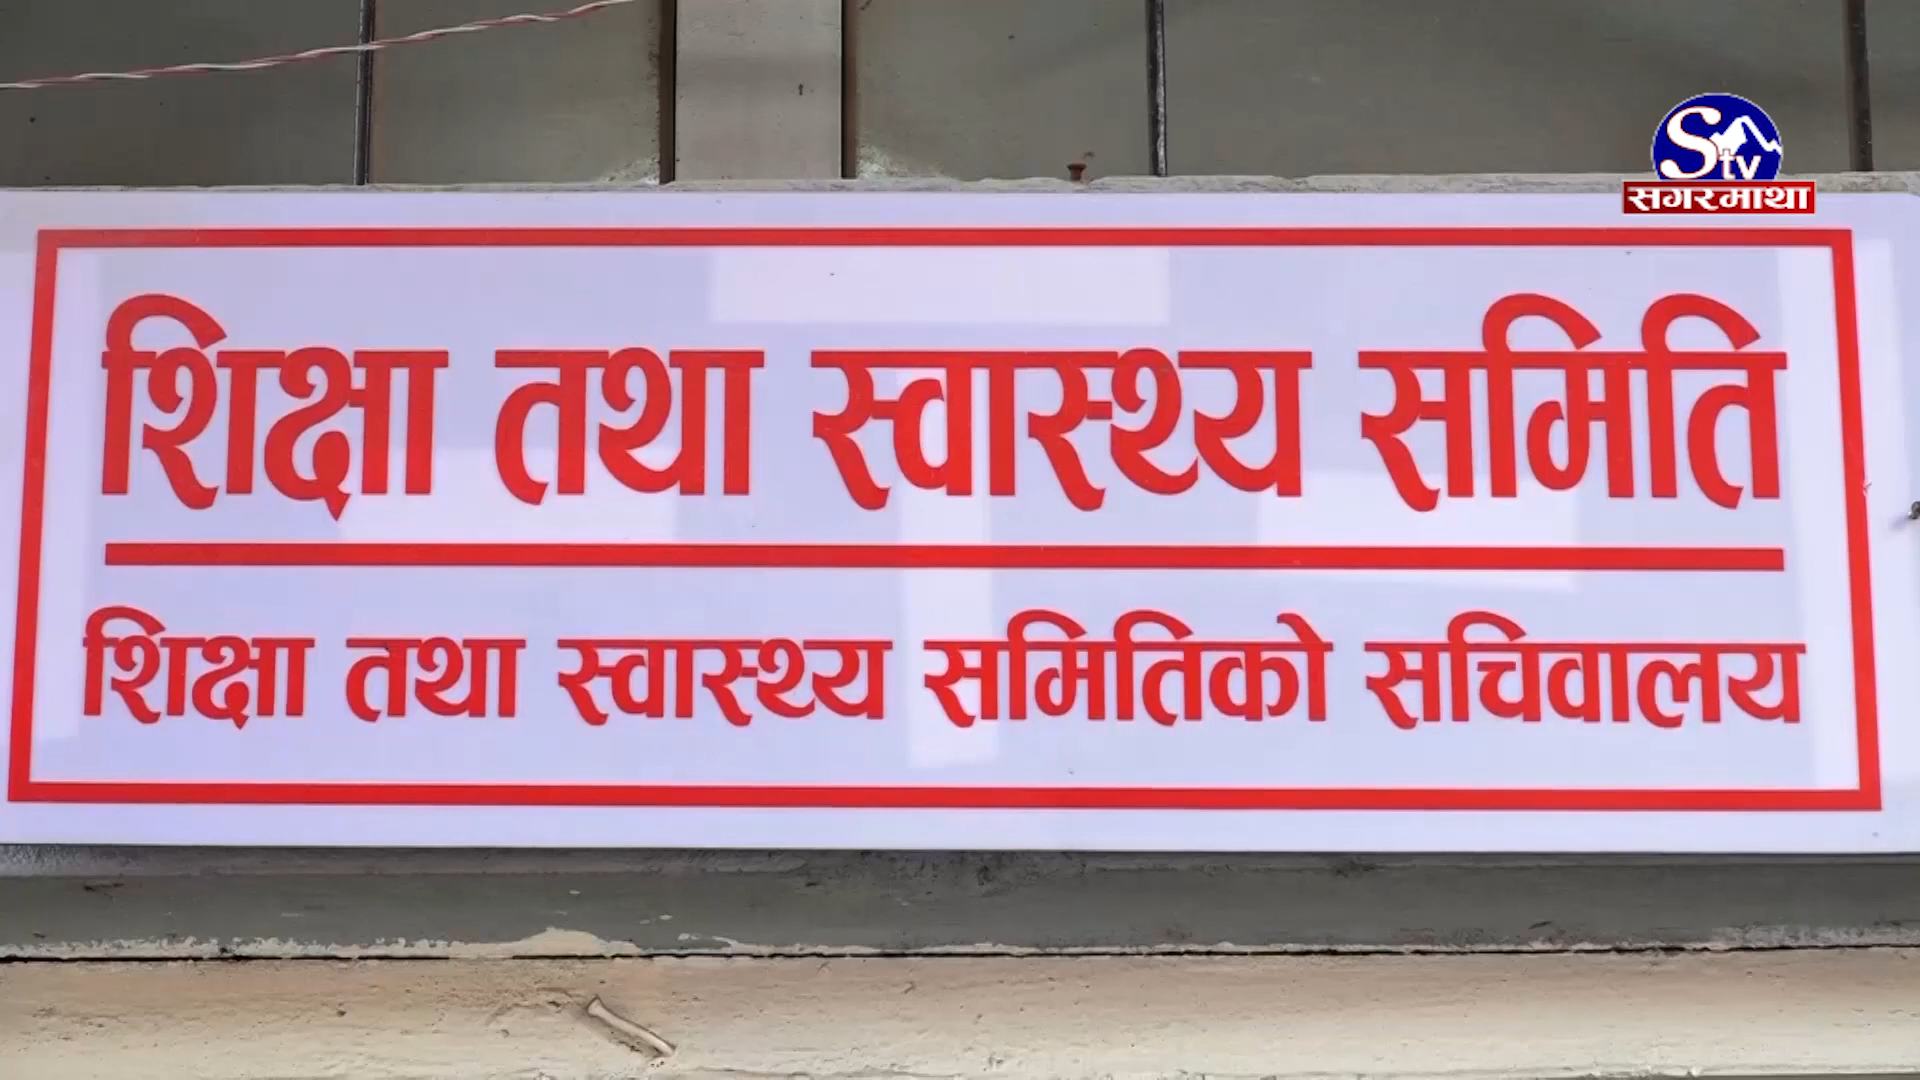 Stv
सगरमाथा
शिक्षा तथा स्वास्थ्य समिति
शिक्षा तथा स्वास्थ्य समितिको सचिवालय